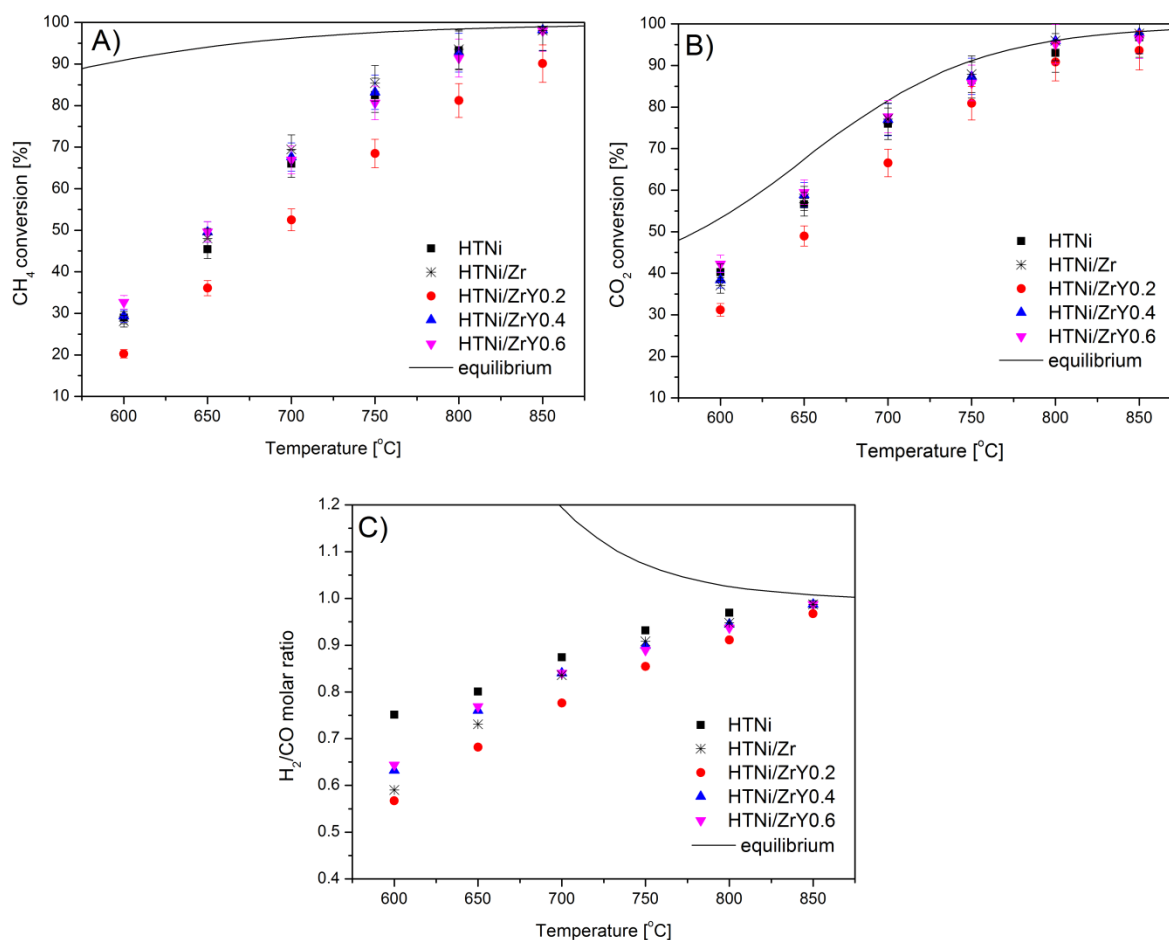 A)
CH4 conversion [%]
100
90
80
70
60
50
40
30
20
10
HTNi
HTNi/Zr
HTNi/ZrY0.2
HTNi/ZrY0.4
HTNi/ZrY0.6
equilibrium
600 650 700 750 800 850
Temperature [°C]
B)
CO2 conversion [%]
100
90
80
70
60
50
40
30
20
10
HTNi
HTNi/Zr
HTNi/ZrY0.2
HTNi/ZrY0.4
HTNi/ZrY0.6
equilibrium
600 650 700 750 800 850
Temperature [°C]
C)
H2/CO molar ratio
1.2
1.1
1.0
0.9
0.8
0.7
0.6
0.5
0.4
HTNi
HTNi/Zr
HTNi/ZrY0.2
HTNi/ZrY0.4
HTNi/ZrY0.6
equilibrium
600 650 700 750 800 850
Temperature [°C]